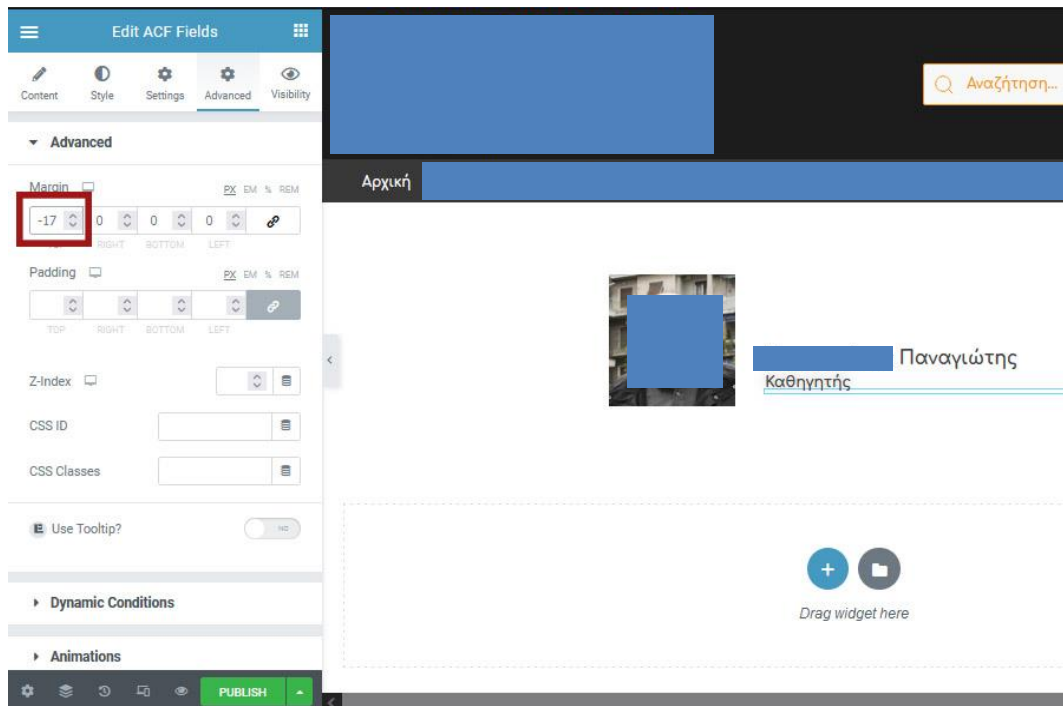 Edit ACF Fields
Content Style Settings Advanced Visibility
Αναζήτηση...
Advanced
Αρχική
Margin PX EM % REM
-17 0 0 0
RIGHT BOTTOM LEFT
Padding PX EM % REM
TOP RIGHT BOTTOM LEFT
Παναγιώτης
Καθηγητής
Z-Index
CSS ID
CSS Classes
Use Tooltip? NO
Drag widget here
Dynamic Conditions
Animations
PUBLISH